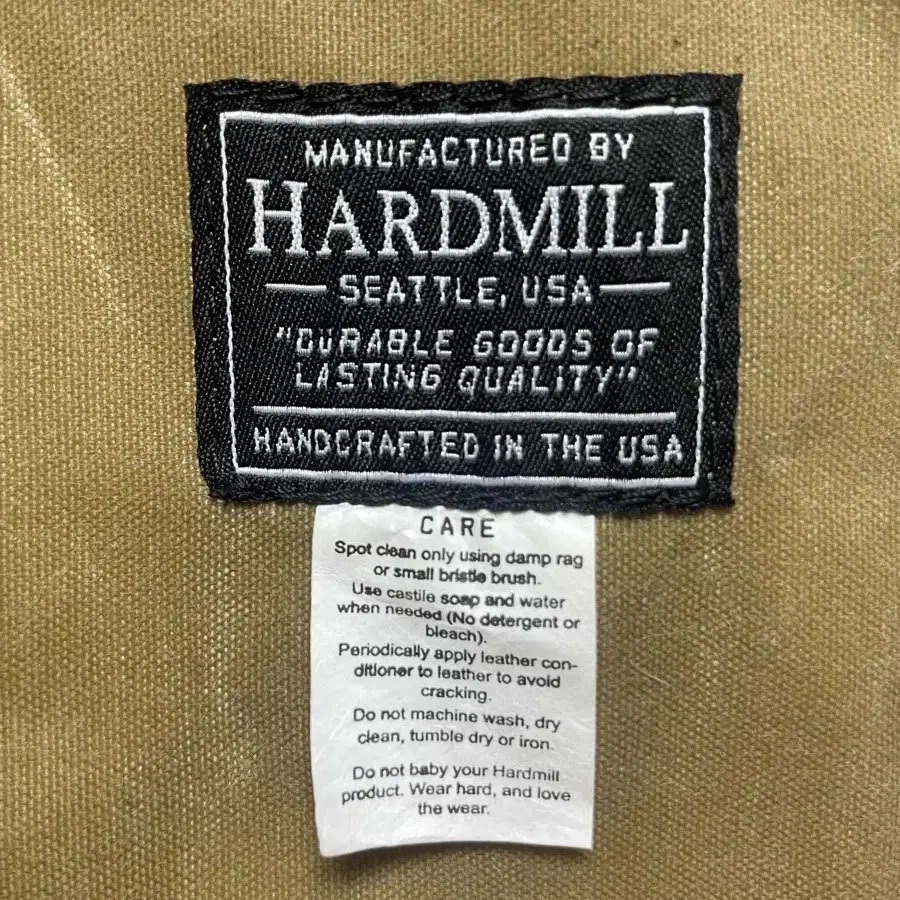 MANUFACTURED BY
HARDMILL
SEATTLE, USA
"DURABLE GOODS OF
LASTING QUALITY"
HANDCRAFTED IN THE USA
CARE
Spot clean only using damp rag
or small bristle brush.
Use castile soap and water
when needed (No detergent or
bleach).
Periodically apply leather con-
ditioner to leather to avoid
cracking.
Do not machine wash, dry
clean, tumble dry or iron.
Do not baby your Hardmill
product. Wear hard, and love
the wear.